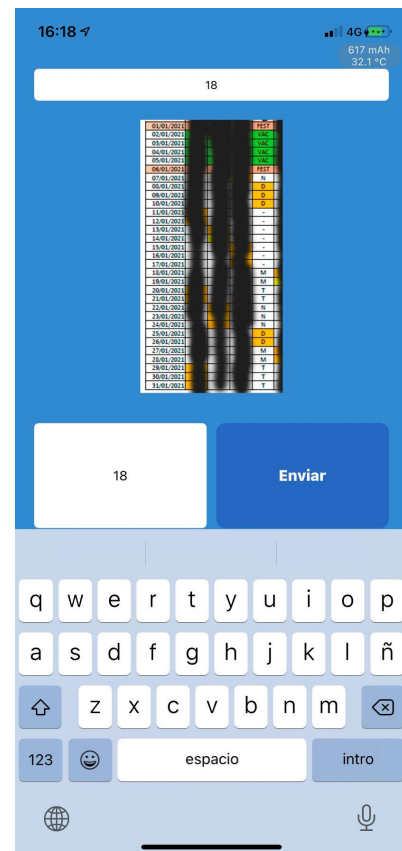 16:18
4G
617 mAh
32.1 °C
18
01/01/2021 FEST
02/01/2021 VAC
03/01/2021 VAC
04/01/2021 VAC
05/01/2021 VAC
06/01/2021 FEST
07/01/2021 N
08/01/2021 D
09/01/2021 D
10/01/2021 D
11/01/2021 -
12/01/2021 -
13/01/2021 -
14/01/2021 -
15/01/2021 -
16/01/2021 -
17/01/2021 -
18/01/2021 M
19/01/2021 M
20/01/2021 T
21/01/2021 T
22/01/2021 N
23/01/2021 N
24/01/2021 N
25/01/2021 D
26/01/2021 D
27/01/2021 M
28/01/2021 M
29/01/2021 T
30/01/2021 T
31/01/2021 T
18 Enviar
q w e r t y u i o p
a s d f g h j k l ñ
z x c v b n m
123 espacio intro